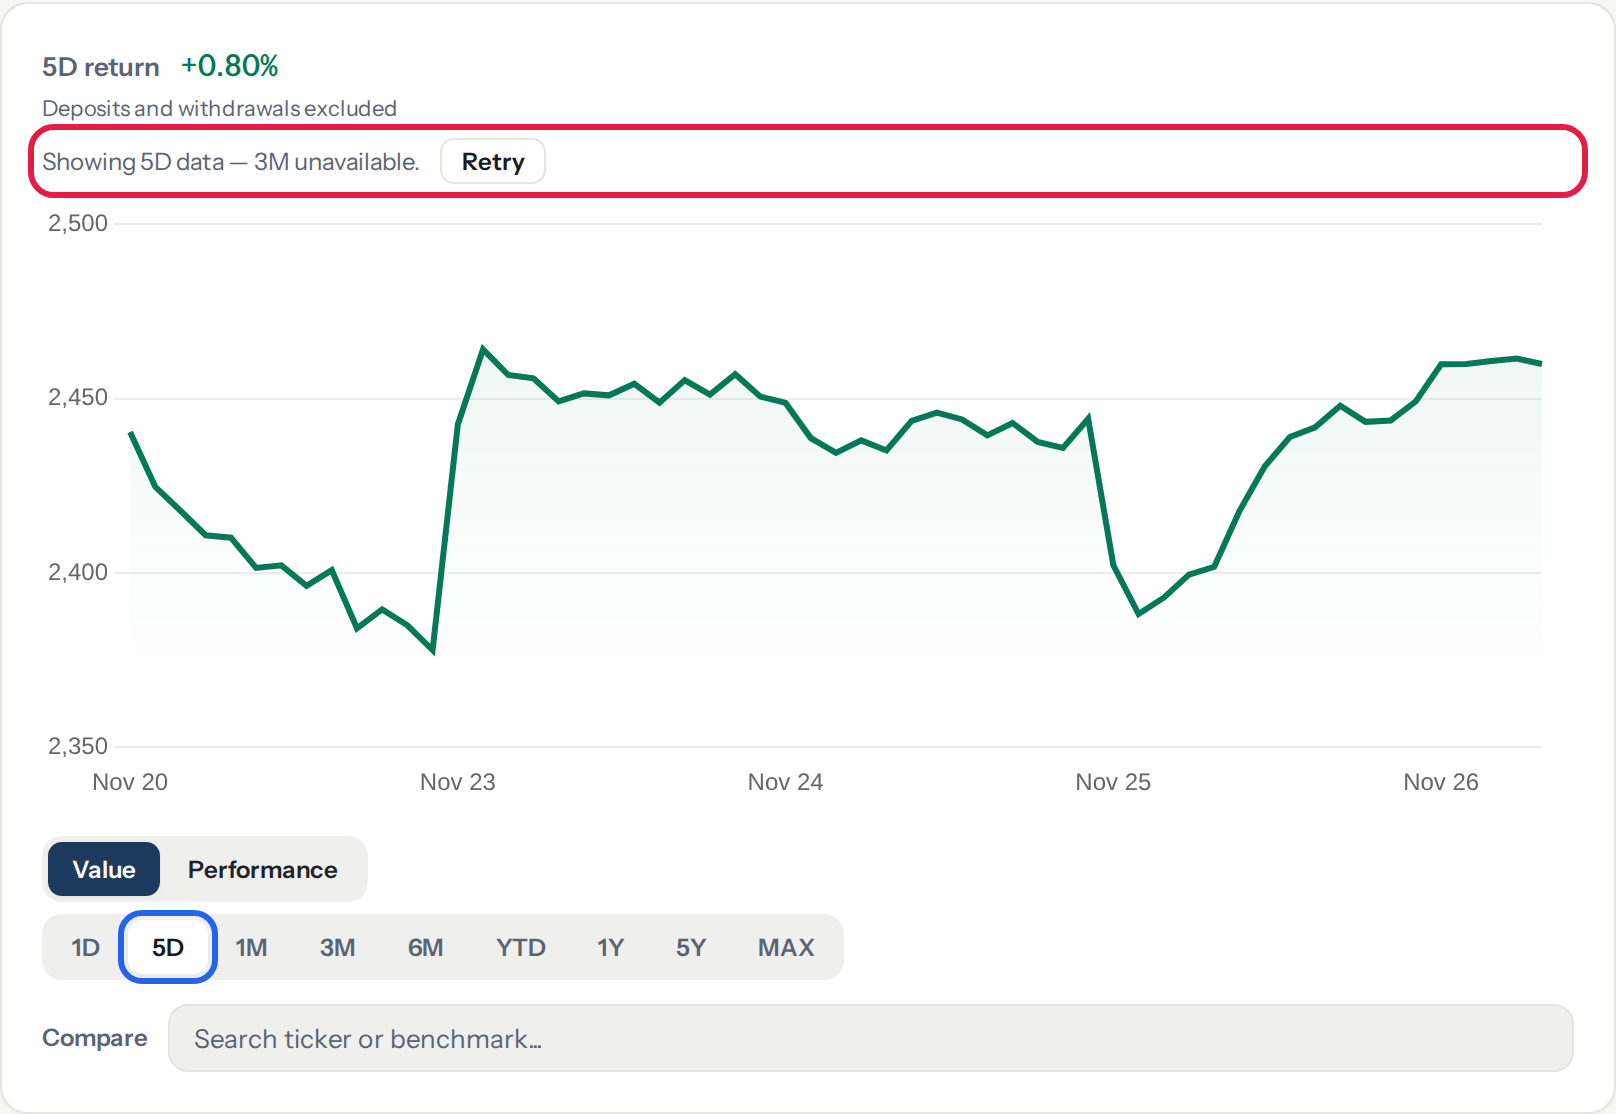 5D return +0.80%
Deposits and withdrawals excluded
Showing 5D data — 3M unavailable. Retry
2,500
2,450
2,400
2,350
Nov 20 Nov 23 Nov 24 Nov 25 Nov 26
Value Performance
1D 5D 1M 3M 6M YTD 1Y 5Y MAX
Compare Search ticker or benchmark...